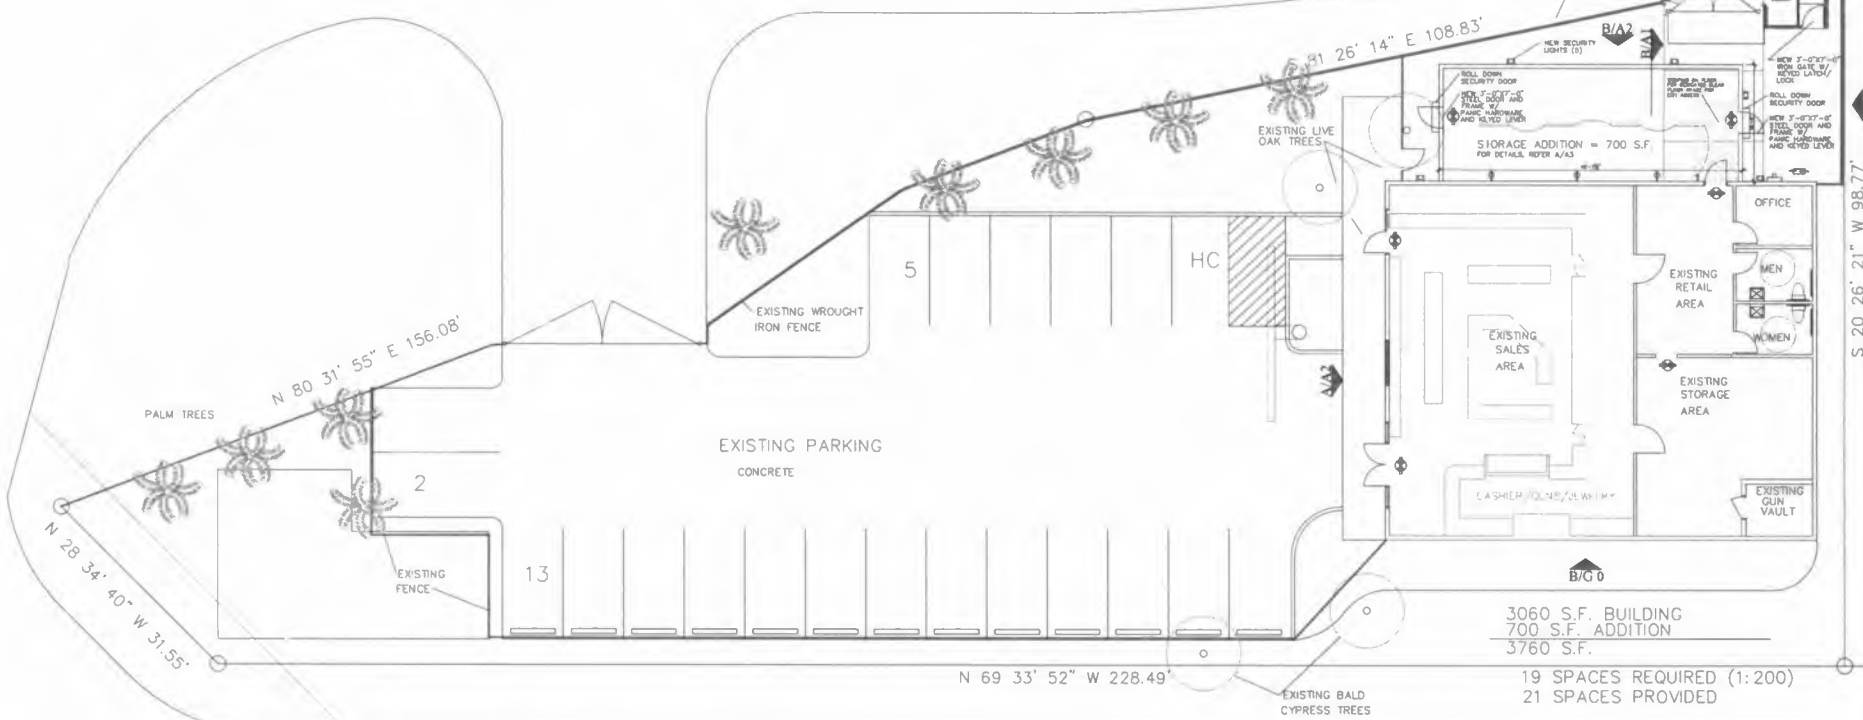 81 26' 14" E 108.83'
B/A2
B/A1
NEW SECURITY
LIGHTS
NEW 3'-0"X7'-0"
IRON GATE W/
KEYED LATCH/
LOCK
ROLL DOWN
SECURITY DOOR
NEW 3'-0"X7'-0"
STEEL DOOR AND
FRAME W/
PANIC HARDWARE
AND KEYED LEVER
ROLL DOWN
SECURITY DOOR
NEW 3'-0"X7'-0"
STEEL DOOR AND
FRAME W/
PANIC HARDWARE
AND KEYED LEVER
STORAGE ADDITION = 700 S.F.
FOR DETAILS, REFER A/A3
EXISTING LIVE
OAK TREES
S 20 26' 21" W 98.77'
OFFICE
5
HC
MEN
EXISTING
RETAIL
AREA
EXISTING WROUGHT
IRON FENCE
WOMEN
EXISTING
SALES
AREA
N 80 31' 55" E 156.08'
A/A2
EXISTING
STORAGE
AREA
PALM TREES
EXISTING PARKING
CONCRETE
2
CASHIER/GUNS/JEWELRY
EXISTING
GUN
VAULT
N 28 34' 40" W 31.55'
EXISTING
FENCE
13
B/G 0
3060 S.F. BUILDING
700 S.F. ADDITION
3760 S.F.
N 69 33' 52" W 228.49'
19 SPACES REQUIRED (1:200)
21 SPACES PROVIDED
EXISTING BALD
CYPRESS TREES